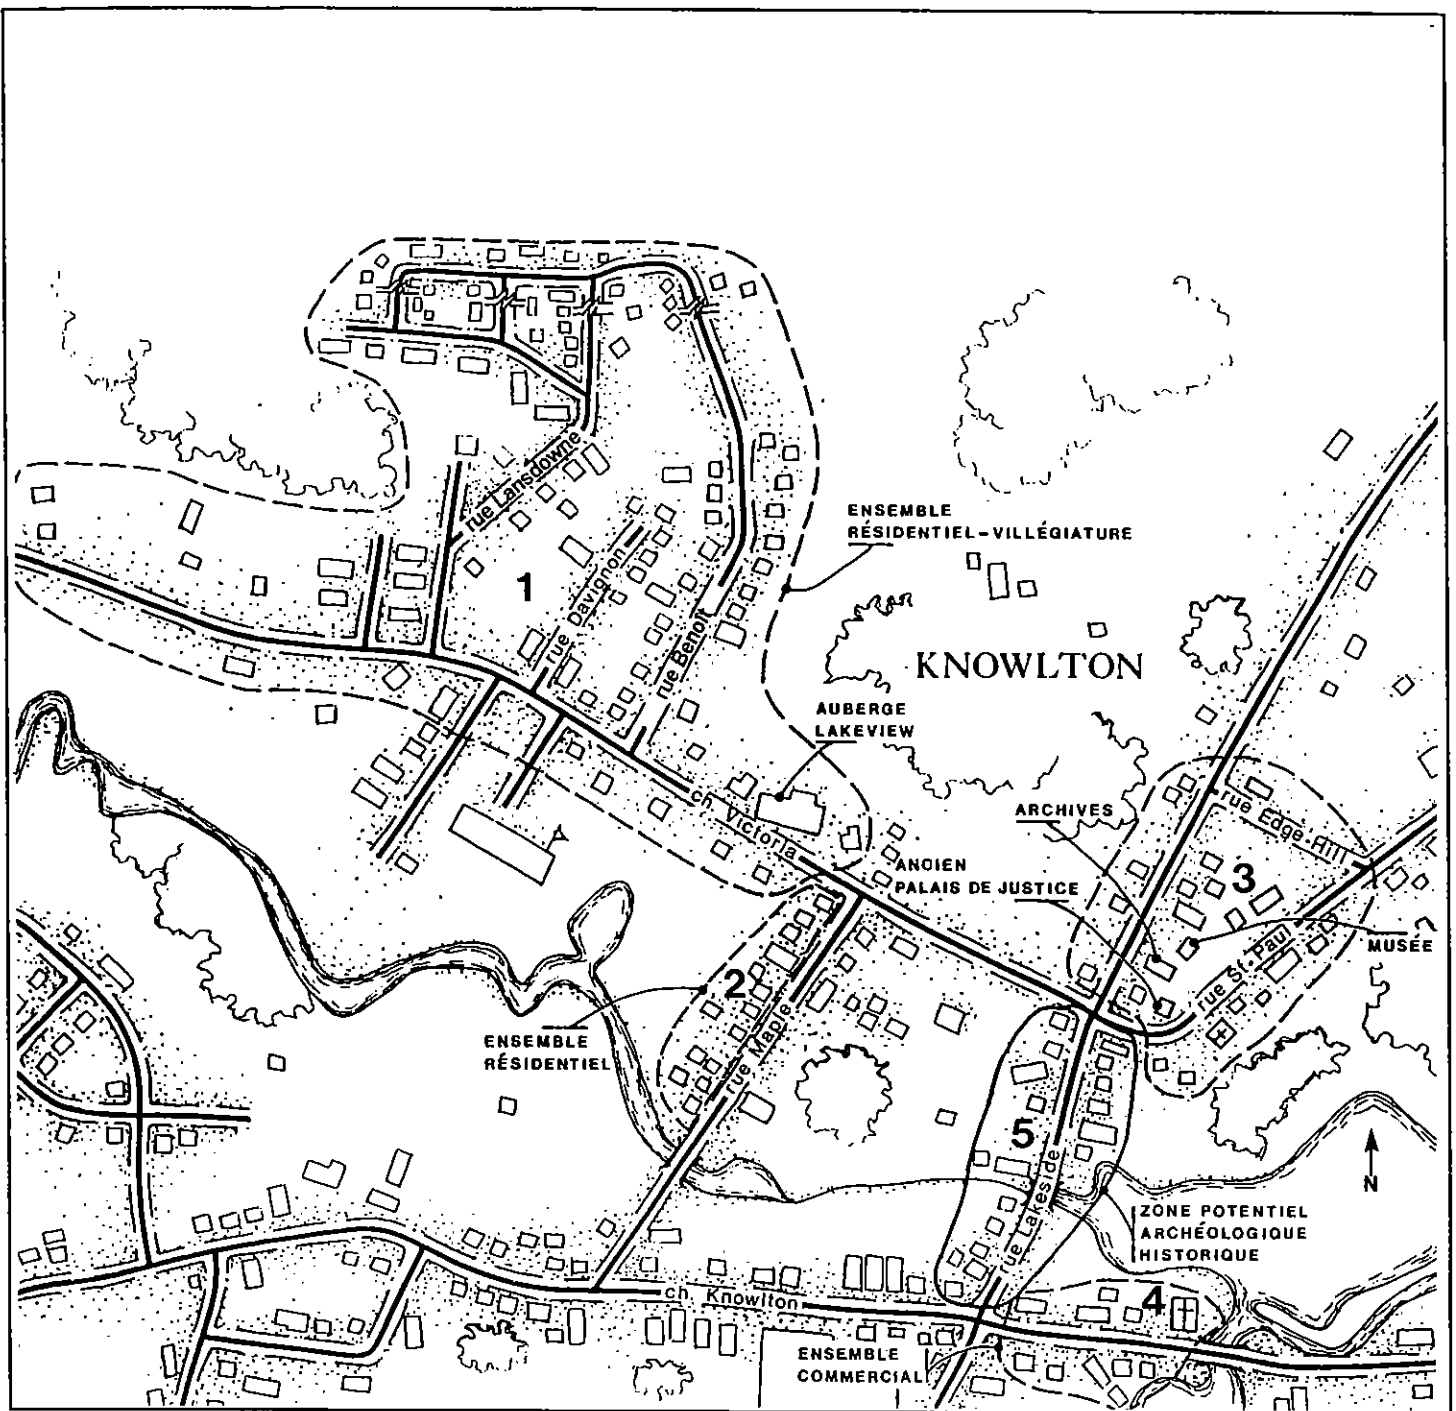 rue Lansdowne
ENSEMBLE
RÉSIDENTIEL-VILLÉGIATURE
1
rue Davignon
rue Benoît
KNOWLTON
AUBERGE
LAKEVIEW
ch. Victoria
ARCHIVES
rue Edge-Hill
3
ANCIEN
PALAIS DE JUSTICE
MUSÉE
rue St-Paul
2
ENSEMBLE
RÉSIDENTIEL
rue Maple
5
N
rue Lakeside
ZONE POTENTIEL
ARCHÉOLOGIQUE
HISTORIQUE
ch. Knowlton
4
ENSEMBLE
COMMERCIAL